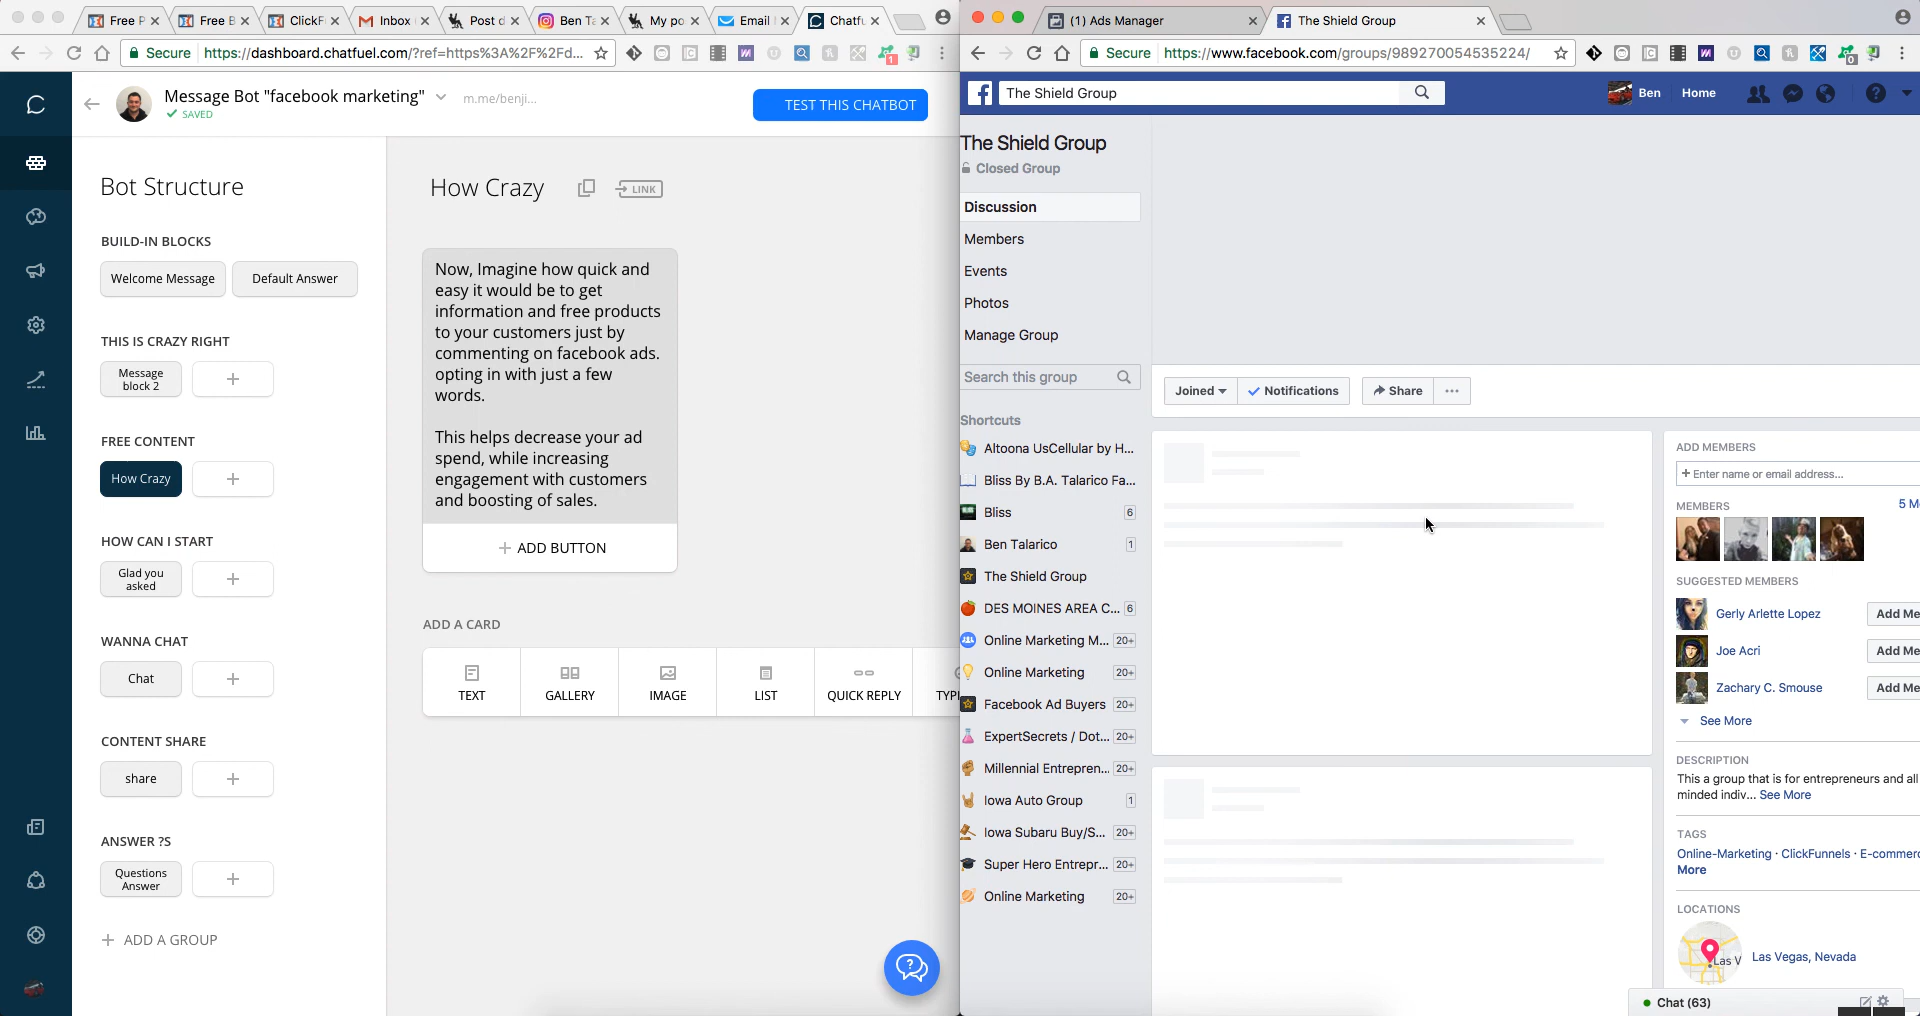 Free P
Free B
ClickF
Inbox
Post d
Ben Ta
My po
Email
Chatfu
Secure
https://dashboard.chatfuel.com/?ref=https%3A%2F%2Fd...
1
Message Bot "facebook marketing"
m.me/benji...
SAVED
TEST THIS CHATBOT
Bot Structure
BUILD-IN BLOCKS
Welcome Message
Default Answer
THIS IS CRAZY RIGHT
Message
block 2
FREE CONTENT
How Crazy
HOW CAN I START
Glad you
asked
WANNA CHAT
Chat
CONTENT SHARE
share
ANSWER ?S
Questions
Answer
+ ADD A GROUP
How Crazy
LINK
Now, Imagine how quick and
easy it would be to get
information and free products
to your customers just by
commenting on facebook ads.
opting in with just a few
words.
This helps decrease your ad
spend, while increasing
engagement with customers
and boosting of sales.
+ ADD BUTTON
ADD A CARD
TEXT
GALLERY
IMAGE
LIST
QUICK REPLY
TYPI
(1) Ads Manager
The Shield Group
Secure
https://www.facebook.com/groups/989270054535224/
0
The Shield Group
Ben
Home
The Shield Group
Closed Group
Discussion
Members
Events
Photos
Manage Group
Search this group
Shortcuts
Altoona UsCellular by H...
Bliss By B.A. Talarico Fa...
Bliss 6
Ben Talarico 1
The Shield Group
DES MOINES AREA C... 6
Online Marketing M... 20+
Online Marketing 20+
Facebook Ad Buyers 20+
ExpertSecrets / Dot... 20+
Millennial Entrepren... 20+
Iowa Auto Group 1
Iowa Subaru Buy/S... 20+
Super Hero Entrepr... 20+
Online Marketing 20+
Joined
Notifications
Share
ADD MEMBERS
+ Enter name or email address...
MEMBERS
5 M
SUGGESTED MEMBERS
Gerly Arlette Lopez
Add Me
Joe Acri
Add Me
Zachary C. Smouse
Add Me
See More
DESCRIPTION
This a group that is for entrepreneurs and all
minded indiv... See More
TAGS
Online-Marketing · ClickFunnels · E-commerc
More
LOCATIONS
Las V
Las Vegas, Nevada
Chat (63)